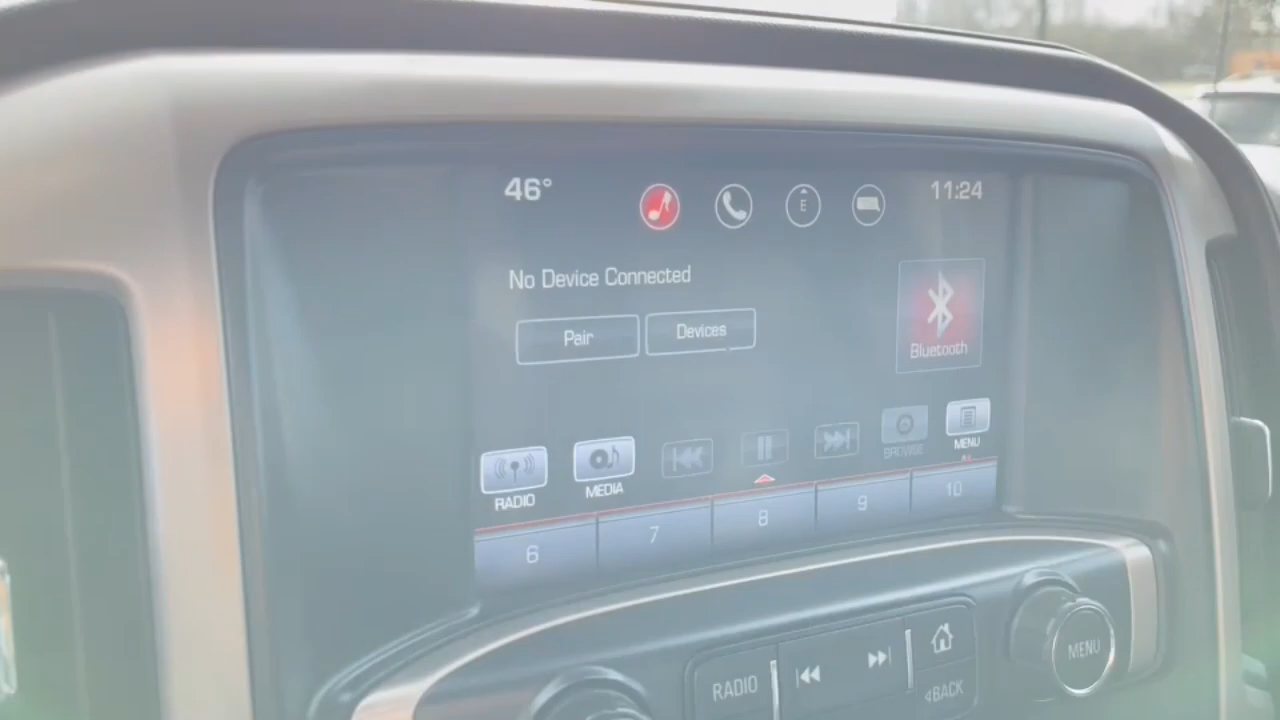 46°
E
11:24
No Device Connected
Pair
Devices
Bluetooth
RADIO
MEDIA
BROWSE
MENU
6
7
8
9
10
RADIO
BACK
MENU